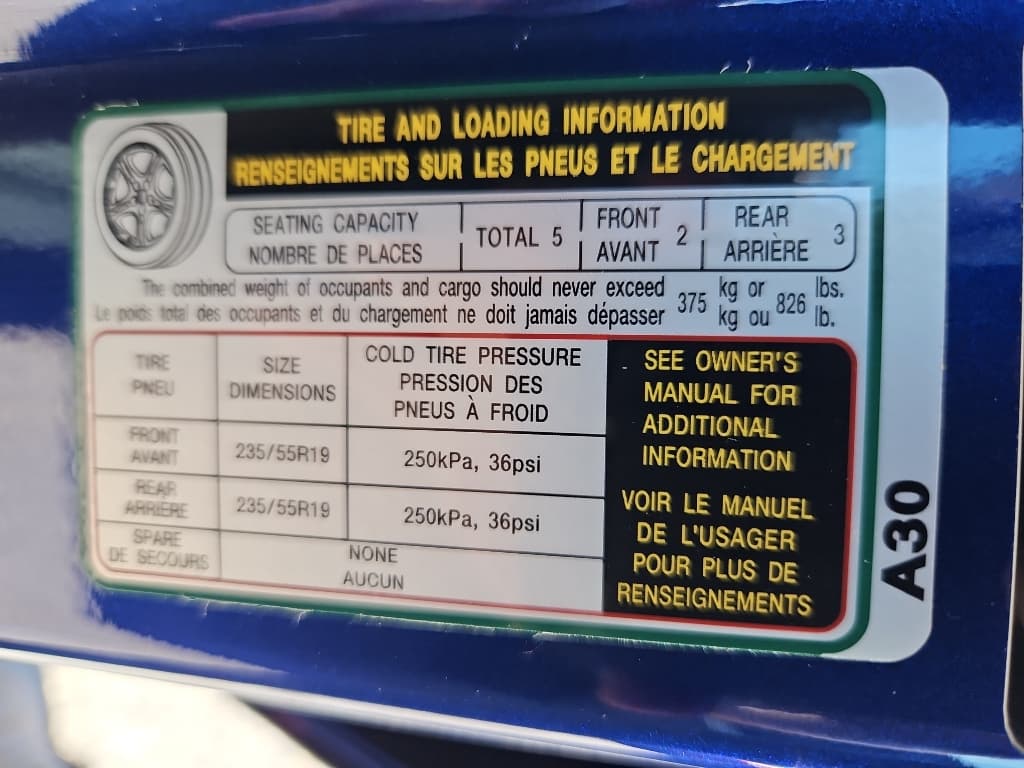 TIRE AND LOADING INFORMATION
RENSEIGNEMENTS SUR LES PNEUS ET LE CHARGEMENT
SEATING CAPACITY
NOMBRE DE PLACES
TOTAL 5
FRONT
AVANT
2
REAR
ARRIÈRE
3
The combined weight of occupants and cargo should never exceed 375 kg or 826 lbs.
Le poids total des occupants et du chargement ne doit jamais dépasser kg ou lb.
TIRE
PNEU
SIZE
DIMENSIONS
COLD TIRE PRESSURE
PRESSION DES
PNEUS À FROID
FRONT
AVANT
235/55R19
250kPa, 36psi
REAR
ARRIÈRE
235/55R19
250kPa, 36psi
SPARE
DE SECOURS
NONE
AUCUN
SEE OWNER'S
MANUAL FOR
ADDITIONAL
INFORMATION
VOIR LE MANUEL
DE L'USAGER
POUR PLUS DE
RENSEIGNEMENTS
A30